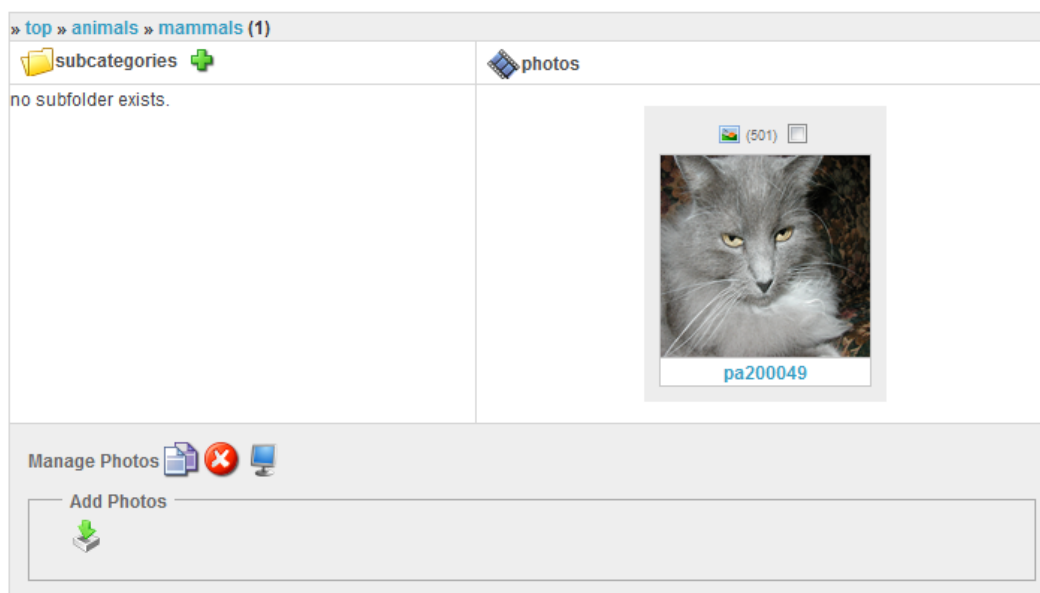 » top » animals » mammals (1)
subcategories
photos
no subfolder exists.
(501)
pa200049
Manage Photos
Add Photos